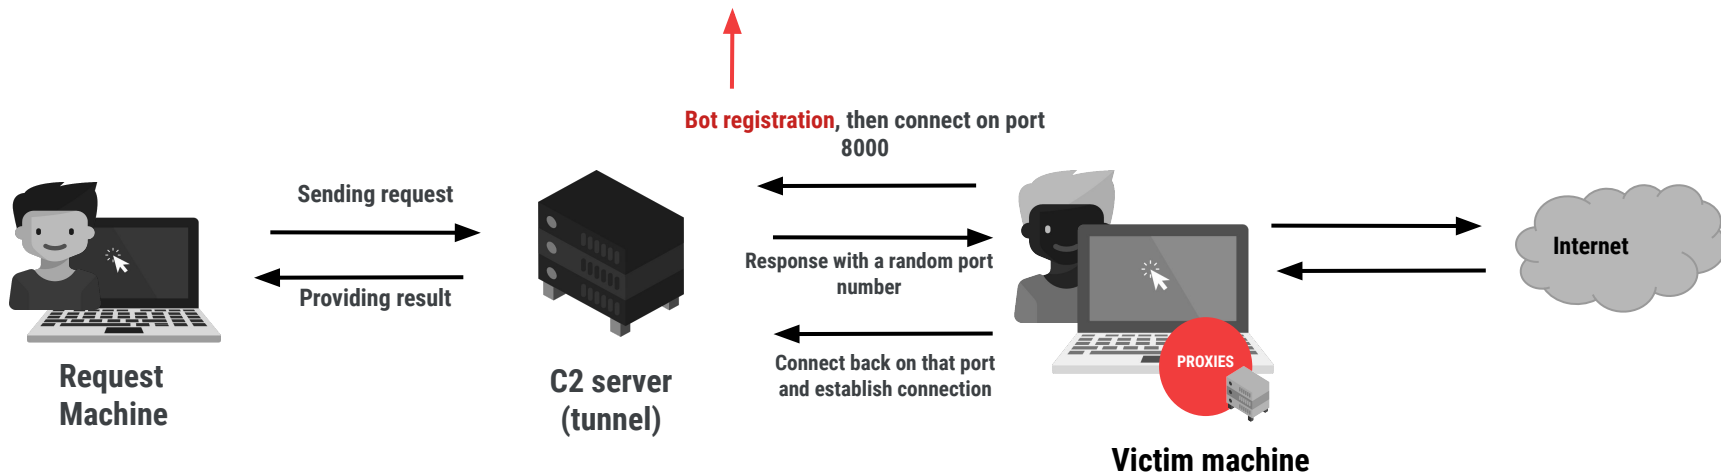 Bot registration, then connect on port
8000
Sending request
Response with a random port
number
Providing result
Internet
Connect back on that port
and establish connection
PROXIES
Request
Machine
C2 server
(tunnel)
Victim machine